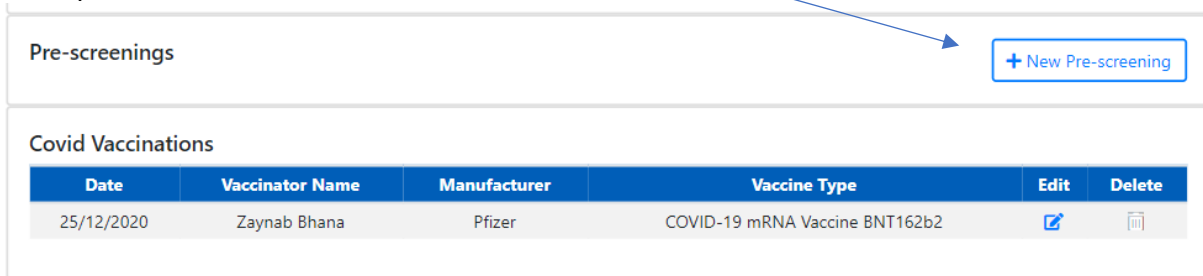 Pre-screenings
+ New Pre-screening
Covid Vaccinations
Date Vaccinator Name Manufacturer Vaccine Type Edit Delete
25/12/2020 Zaynab Bhana Pfizer COVID-19 mRNA Vaccine BNT162b2